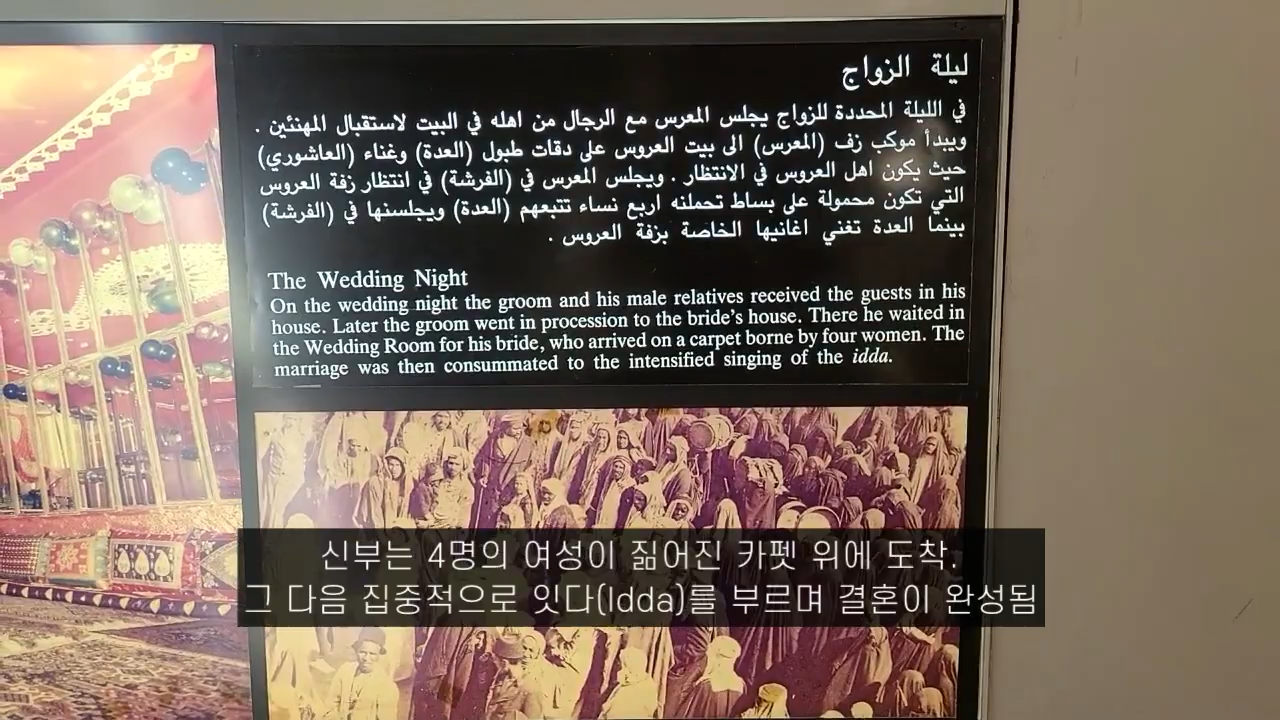 ليلة الزواج
في الليلة المحددة للزواج يجلس المعرس مع الرجال من اهله في البيت لاستقبال المهنئين .
ويبدأ موكب زف (المعرس) الى بيت العروس على دقات طبول (العدة) وغناء (العاشوري)
حيث يكون اهل العروس في الانتظار . ويجلس المعرس في (الفرشة) في انتظار زفة العروس
التي تكون محمولة على بساط تحمله اربع نساء تتبعهم (العدة) ويجلسنها في (الفرشة)
بينما العدة تغني اغانيها الخاصة بزفة العروس .
The Wedding Night
On the wedding night the groom and his male relatives received the guests in his
house. Later the groom went in procession to the bride's house. There he waited in
the Wedding Room for his bride, who arrived on a carpet borne by four women. The
marriage was then consummated to the intensified singing of the idda.
신부는 4명의 여성이 짊어진 카펫 위에 도착.
그 다음 집중적으로 잇다(Idda)를 부르며 결혼이 완성됨